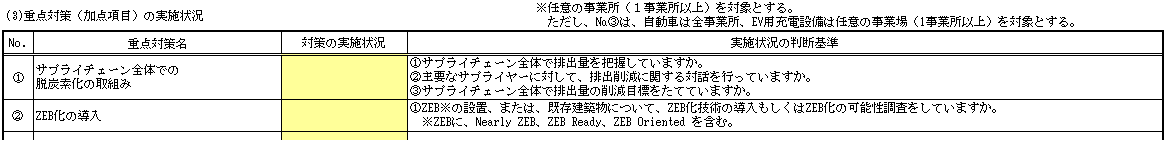 (3)重点対策（加点項目）の実施状況
※任意の事業所（１事業所以上）を対象とする。
ただし、No③は、自動車は全事業所、EV用充電設備は任意の事業場（1事業所以上）を対象とする。
No. 重点対策名 対策の実施状況 実施状況の判断基準
① サプライチェーン全体での
脱炭素化の取組み
①サプライチェーン全体で排出量を把握していますか。
②主要なサプライヤーに対して、排出削減に関する対話を行っていますか。
③サプライチェーン全体で排出量の削減目標をたてていますか。
② ZEB化の導入
①ZEB※の設置、または、既存建築物について、ZEB化技術の導入もしくはZEB化の可能性調査をしていますか。
※ZEBに、Nearly ZEB、ZEB Ready、ZEB Oriented を含む。